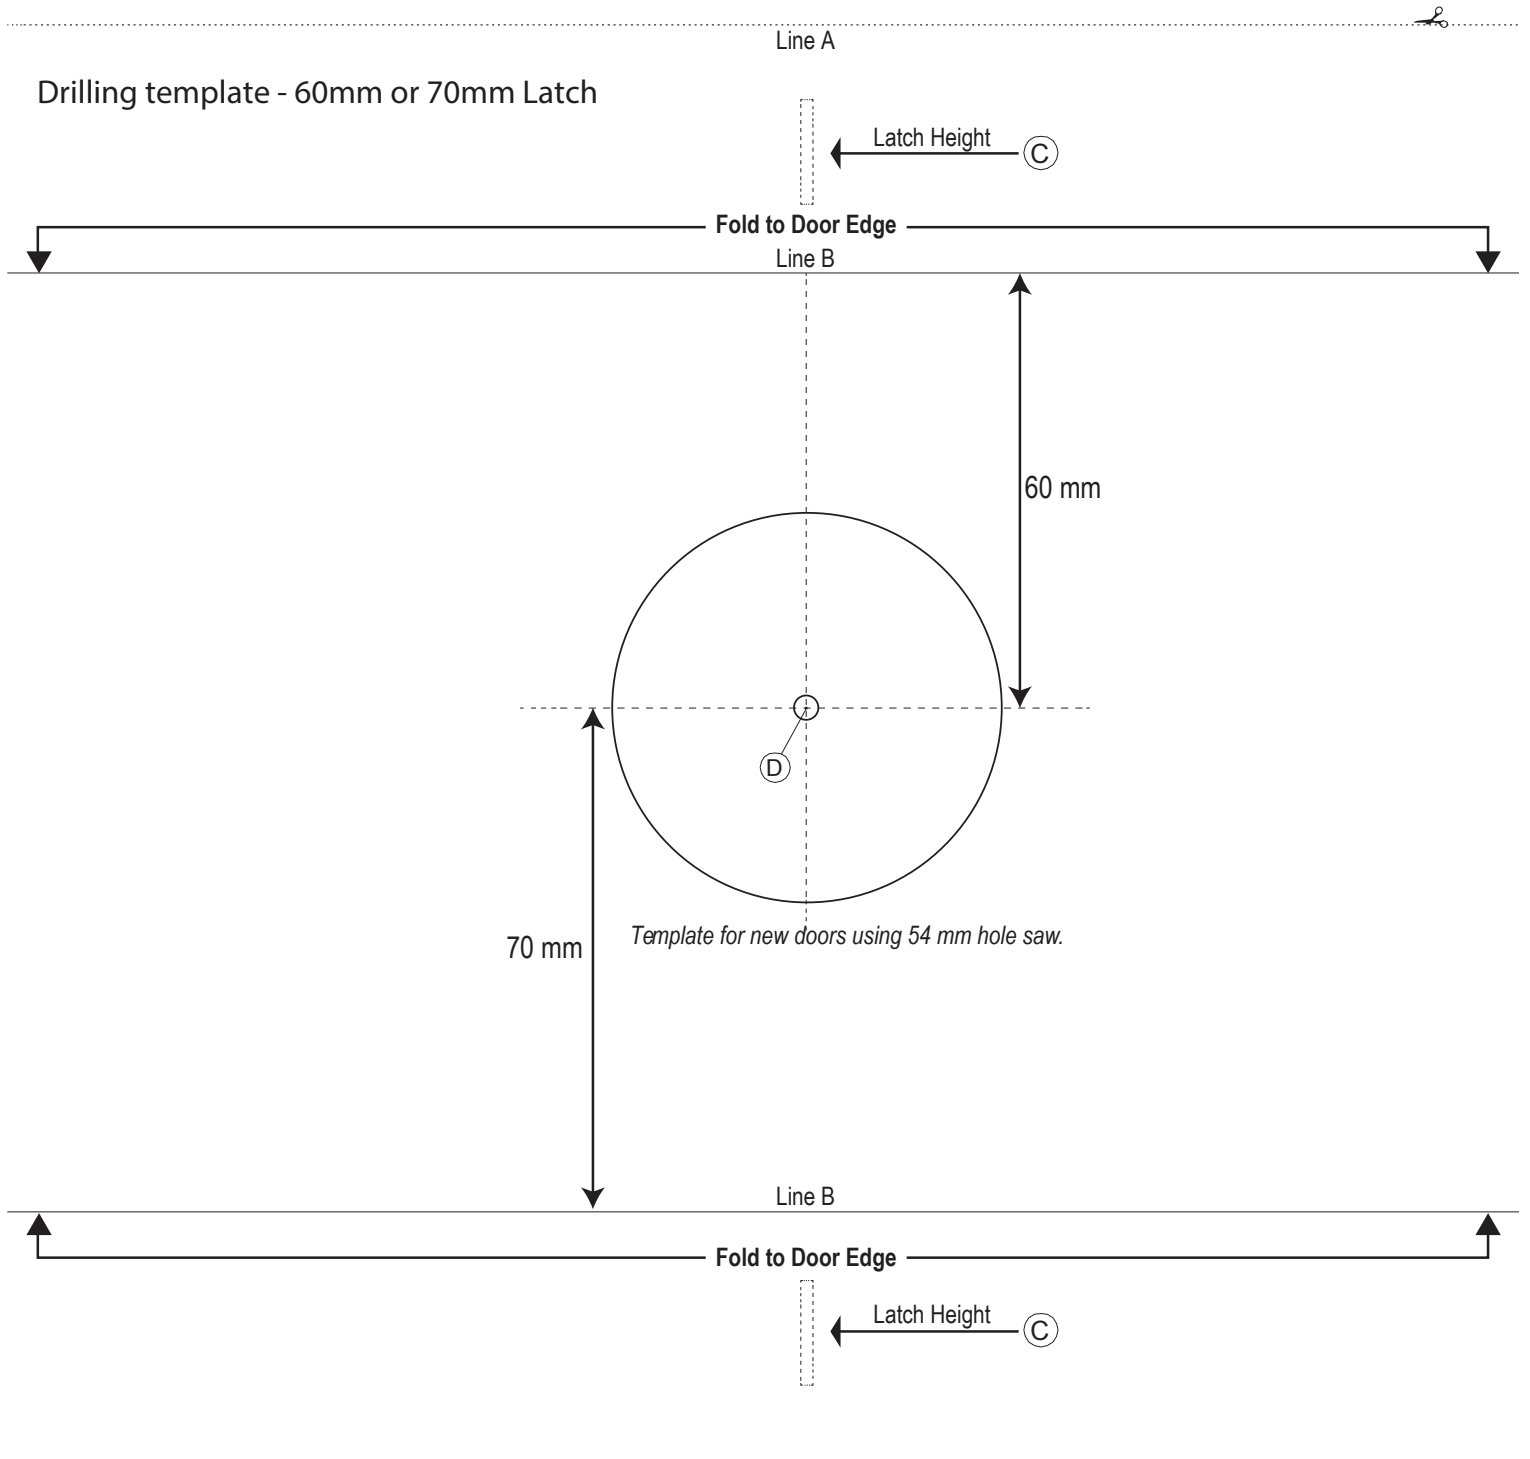 Line A
Drilling template - 60mm or 70mm Latch
Latch Height C
Fold to Door Edge
Line B
60 mm
D
Template for new doors using 54 mm hole saw.
70 mm
Line B
Fold to Door Edge
Latch Height C